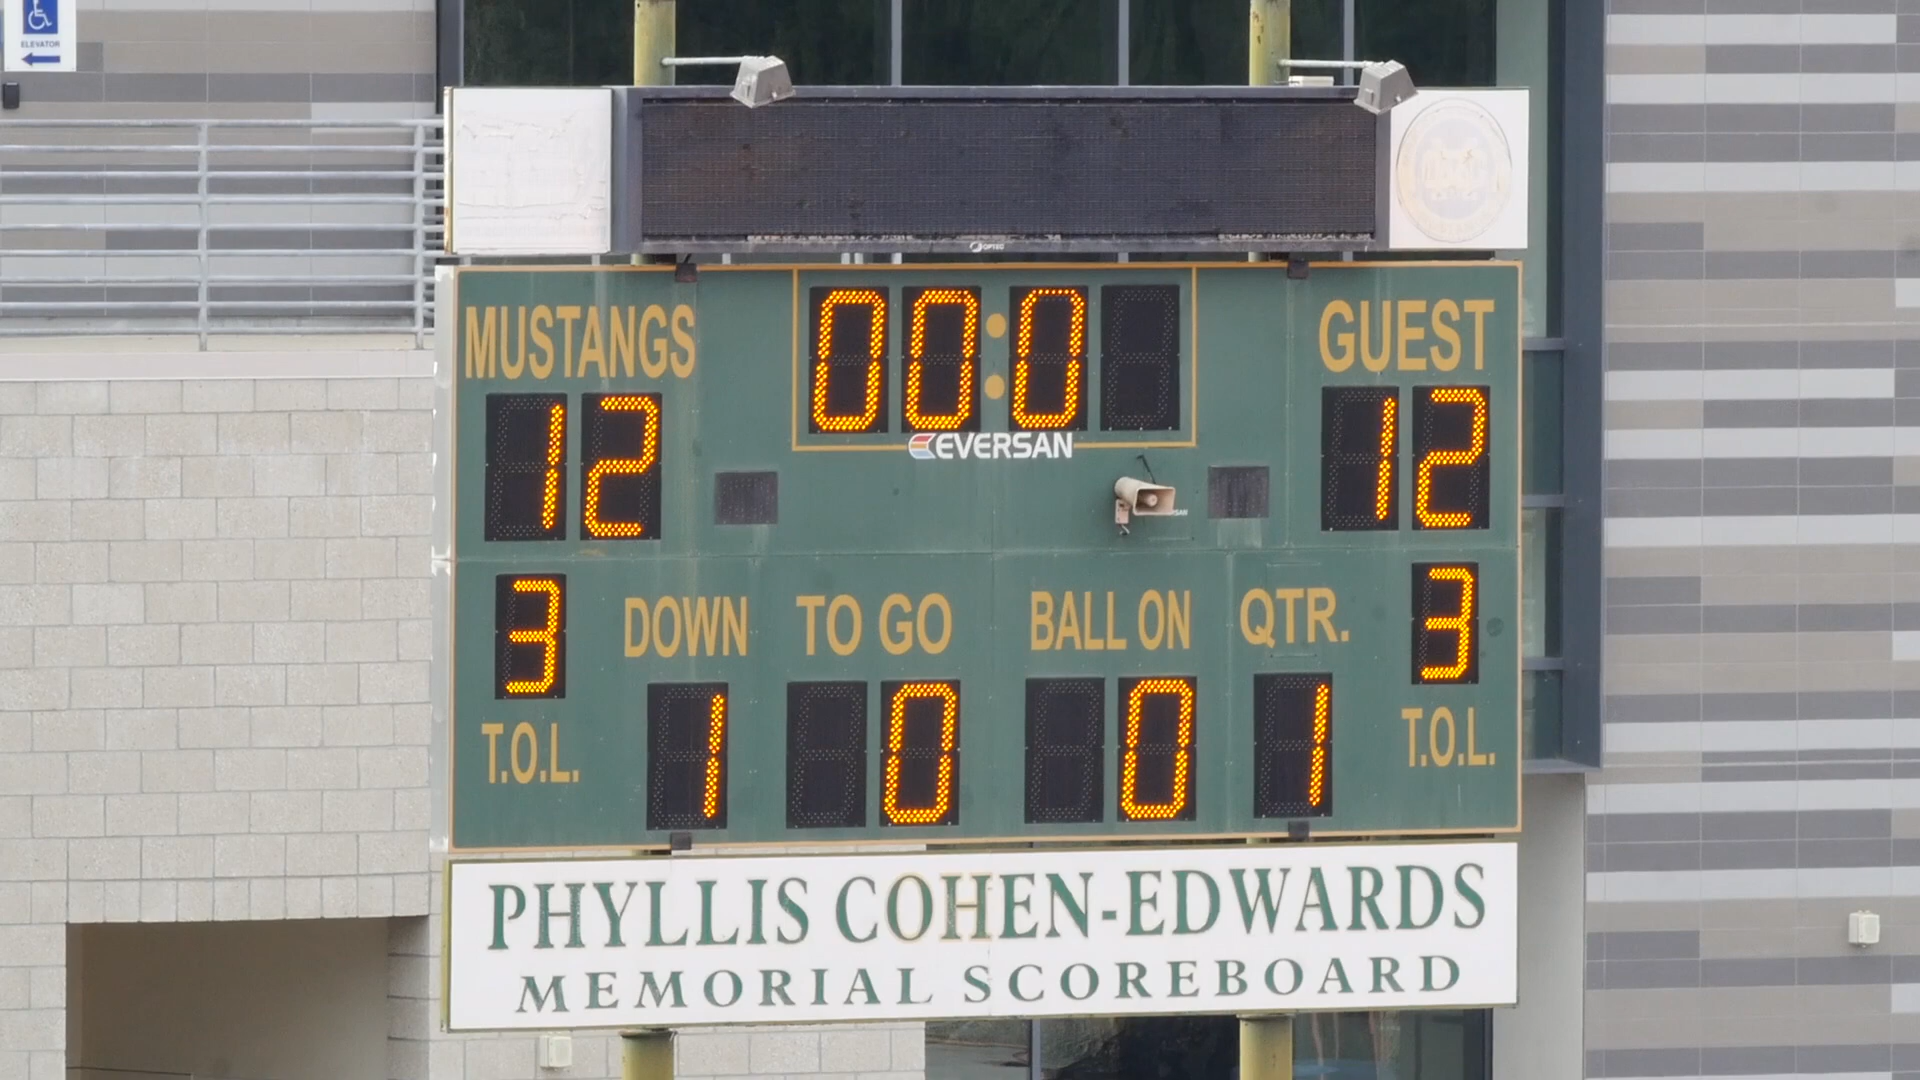 ELEVATOR
OPTEC
MUSTANGS 00:0 GUEST
12 12
EVERSAN
3 3
DOWN TO GO BALL ON QTR.
T.O.L. T.O.L.
1 0 0 1
PHYLLIS COHEN-EDWARDS
MEMORIAL SCOREBOARD